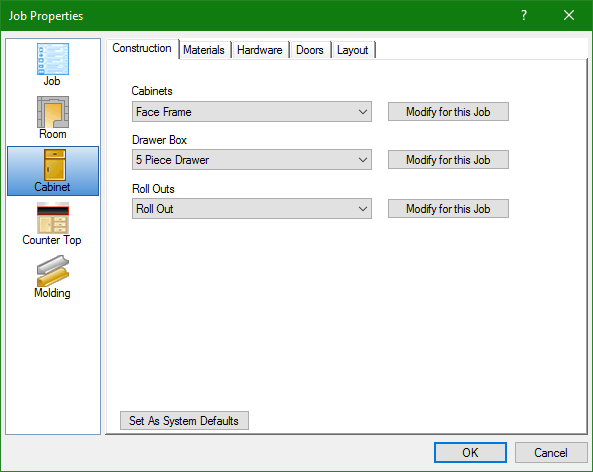 Job Properties
?
Job
Room
Cabinet
Counter Top
Molding
Construction Materials Hardware Doors Layout
Cabinets
Face Frame Modify for this Job
Drawer Box
5 Piece Drawer Modify for this Job
Roll Outs
Roll Out Modify for this Job
Set As System Defaults
OK Cancel